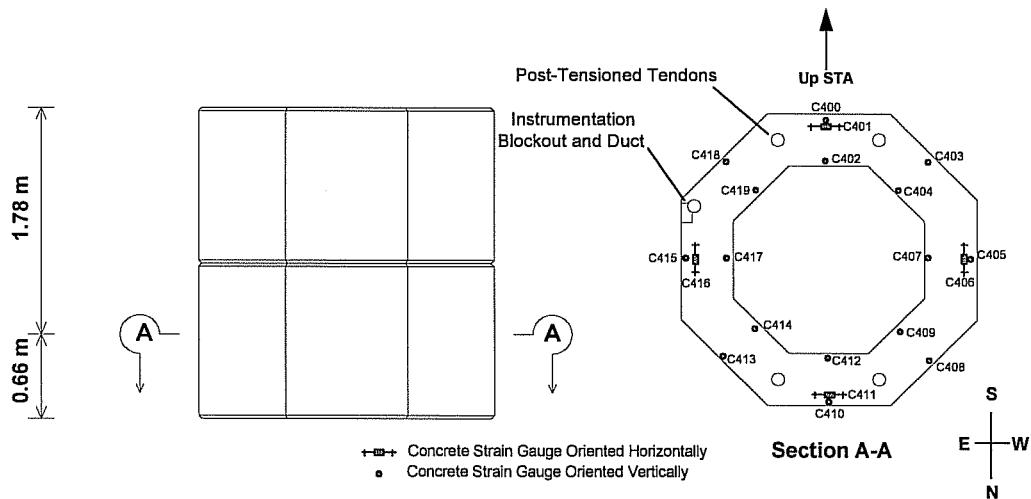 Post-Tensioned Tendons
Up STA
Instrumentation
Blockout and Duct
C400
C401
C418
C402
C403
C419
C404
1.78 m
C415
C417
C407
C405
C416
C406
A
A
C414
C409
C413
C412
C408
0.66 m
C411
C410
S
Concrete Strain Gauge Oriented Horizontally
Section A-A
E W
Concrete Strain Gauge Oriented Vertically
N